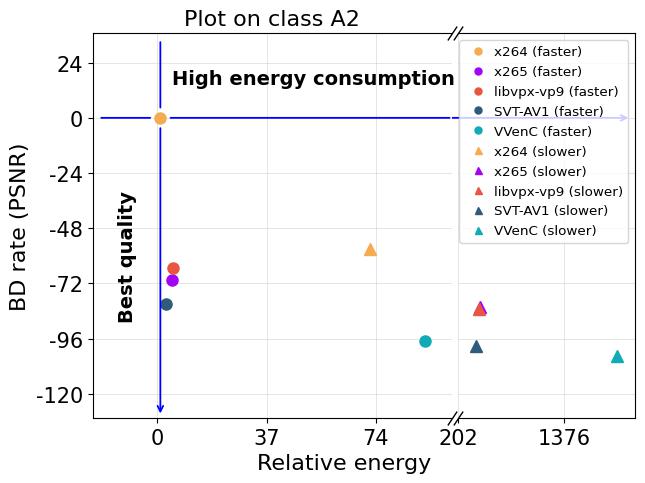 Plot on class A2
24
0
-24
-48
-72
-96
-120
BD rate (PSNR)
High energy consumption
Best quality
x264 (faster)
x265 (faster)
libvpx-vp9 (faster)
SVT-AV1 (faster)
VVenC (faster)
x264 (slower)
x265 (slower)
libvpx-vp9 (slower)
SVT-AV1 (slower)
VVenC (slower)
0
37
74
202
1376
Relative energy